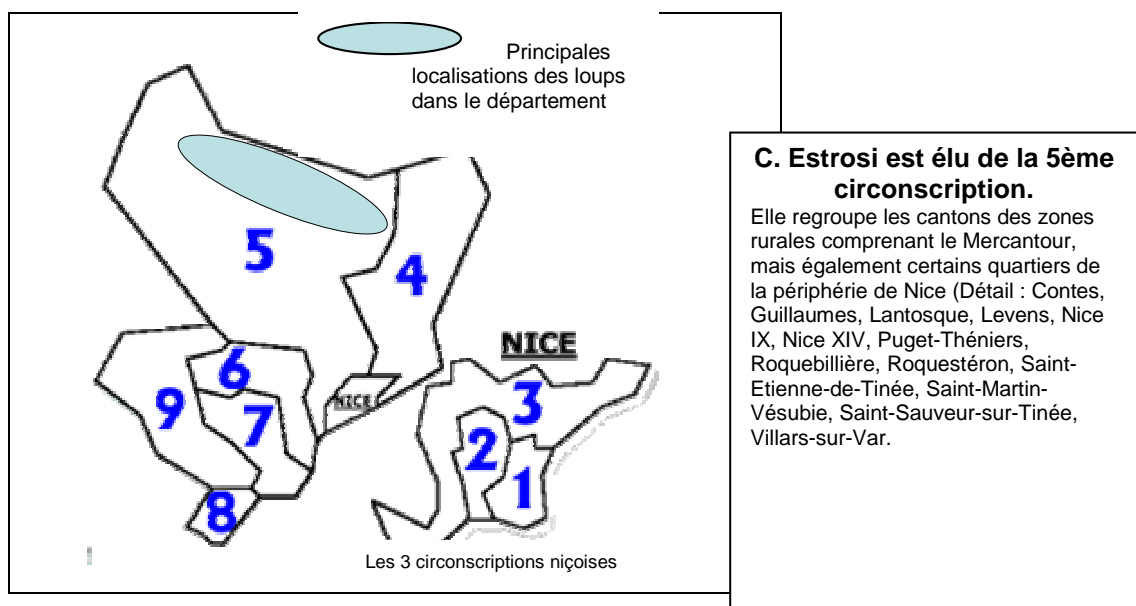 Principales
localisations des loups
dans le département
5
4
6
9
7
8
NICE
NICE
3
2
1
Les 3 circonscriptions niçoises
C. Estrosi est élu de la 5ème
circonscription.
Elle regroupe les cantons des zones
rurales comprenant le Mercantour,
mais également certains quartiers de
la périphérie de Nice (Détail : Contes,
Guillaumes, Lantosque, Levens, Nice
IX, Nice XIV, Puget-Théniers,
Roquebillière, Roquestéron, Saint-
Etienne-de-Tinée, Saint-Martin-
Vésubie, Saint-Sauveur-sur-Tinée,
Villars-sur-Var.